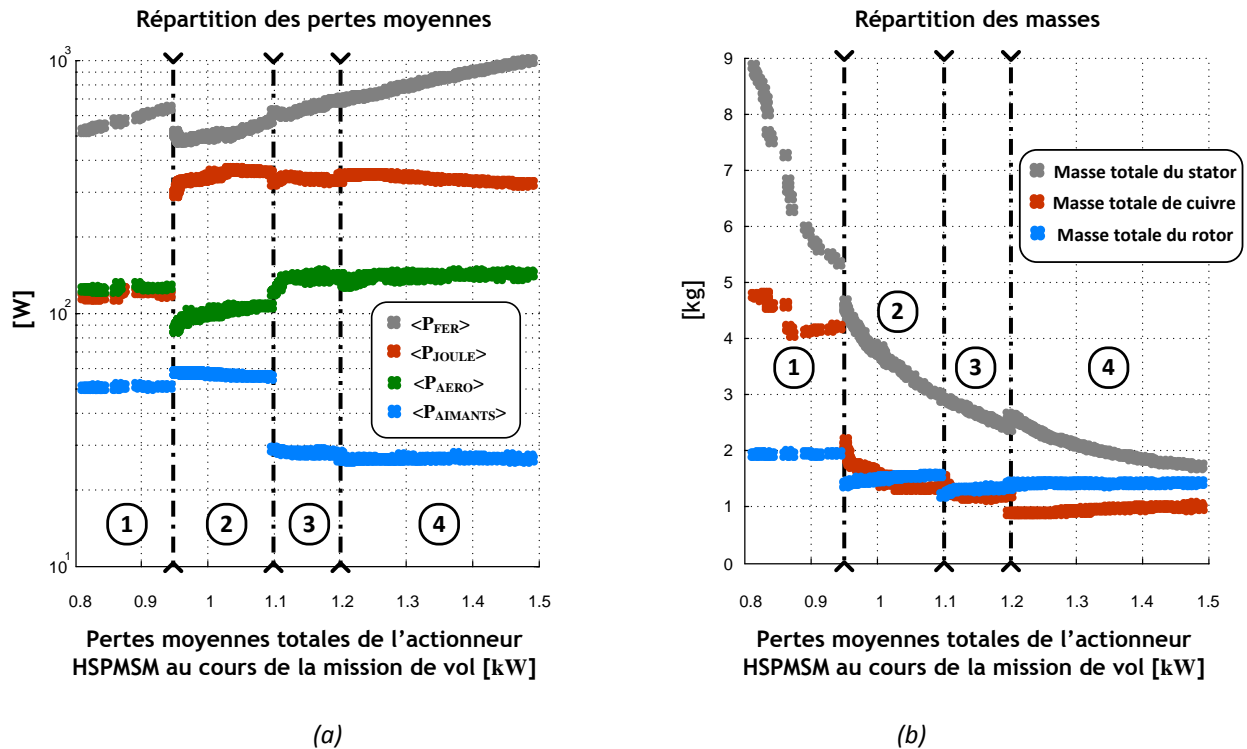 Répartition des pertes moyennes
10³
10²
10¹
[W]
<P_FER>
<P_JOULE>
<P_AERO>
<P_AIMANTS>
1
2
3
4
0.8 0.9 1 1.1 1.2 1.3 1.4 1.5
Pertes moyennes totales de l’actionneur
HSPMSM au cours de la mission de vol [kW]
(a)
Répartition des masses
9
8
7
6
5
4
3
2
1
0
[kg]
Masse totale du stator
Masse totale de cuivre
Masse totale du rotor
2
1
3
4
0.8 0.9 1 1.1 1.2 1.3 1.4 1.5
Pertes moyennes totales de l’actionneur
HSPMSM au cours de la mission de vol [kW]
(b)